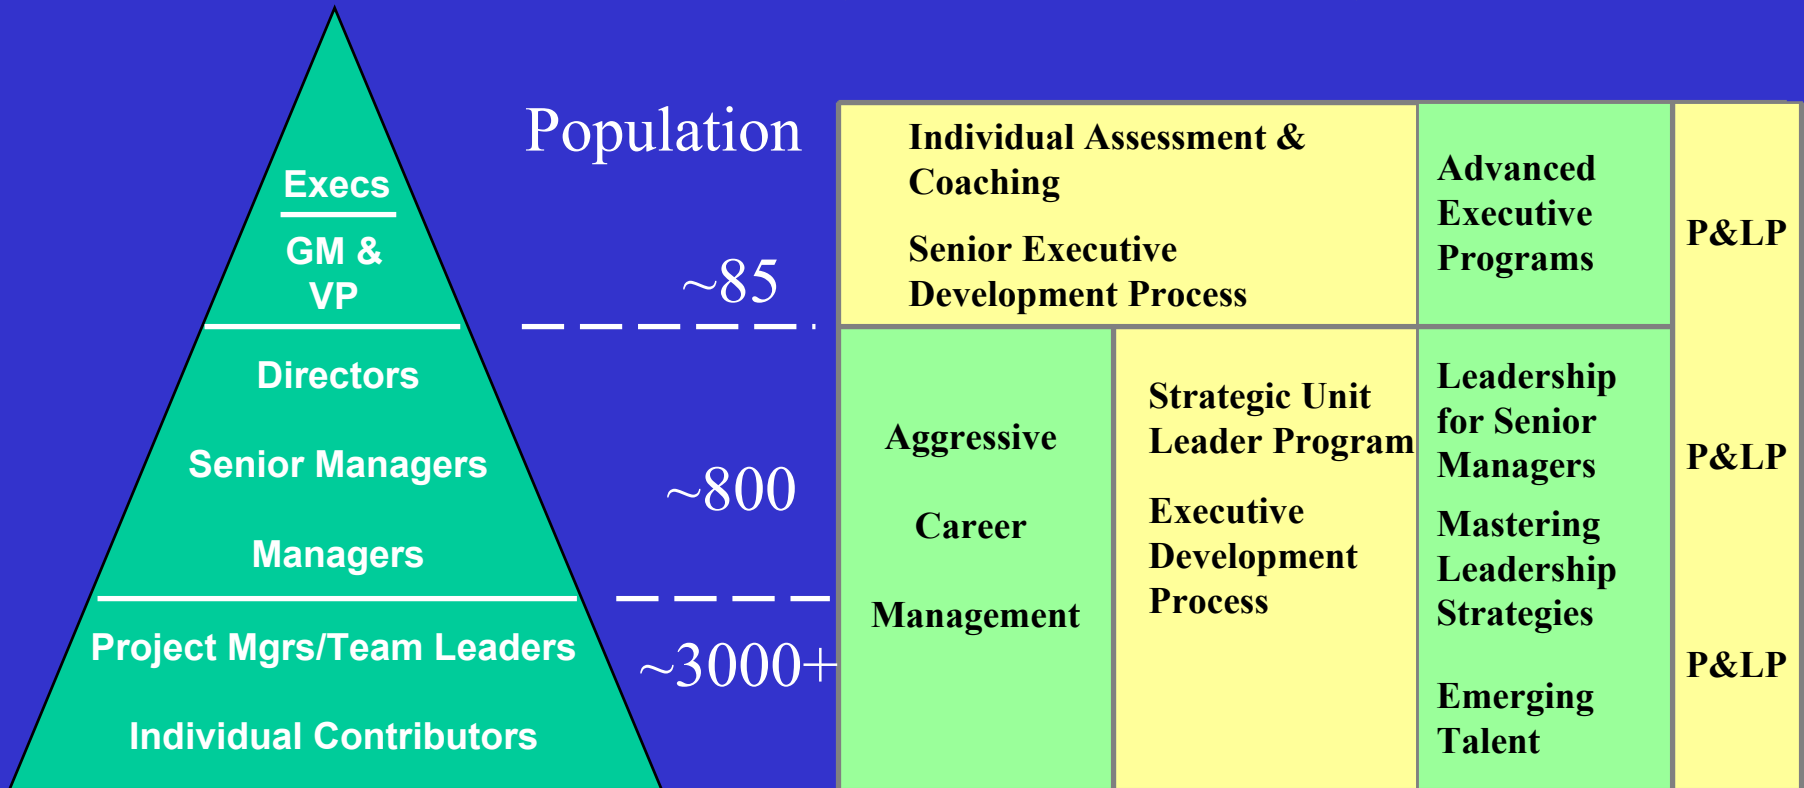 Execs
GM &
VP
Directors
Senior Managers
Managers
Project Mgrs/Team Leaders
Individual Contributors
Population
~85
~800
~3000+
Individual Assessment &
Coaching
Senior Executive
Development Process
Advanced
Executive
Programs
P&LP
Aggressive
Career
Management
Strategic Unit
Leader Program
Executive
Development
Process
Leadership
for Senior
Managers
Mastering
Leadership
Strategies
Emerging
Talent
P&LP
P&LP